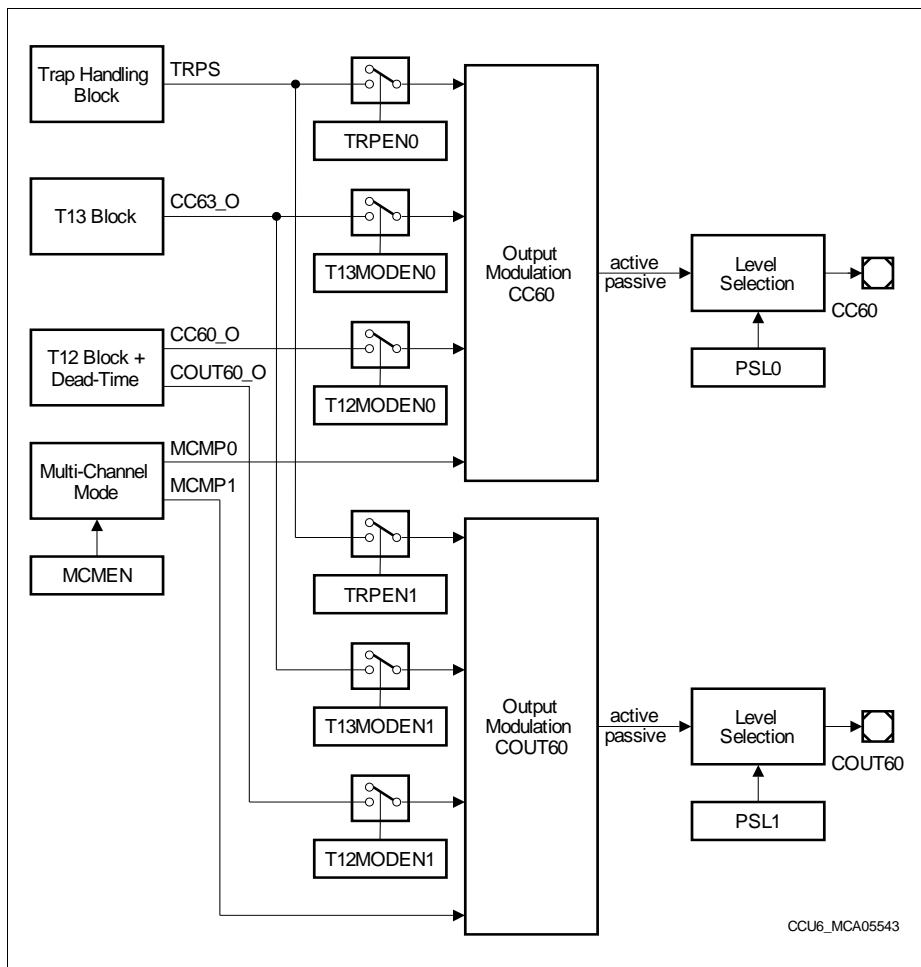 Trap Handling
Block
TRPS
TRPEN0
T13 Block
CC63_O
T13MODEN0
T12 Block +
Dead-Time
CC60_O
COUT60_O
T12MODEN0
Multi-Channel
Mode
MCMP0
MCMP1
MCMEN
Output
Modulation
CC60
active
passive
Level
Selection
CC60
PSL0
TRPEN1
T13MODEN1
T12MODEN1
Output
Modulation
COUT60
active
passive
Level
Selection
COUT60
PSL1
CCU6_MCA05543